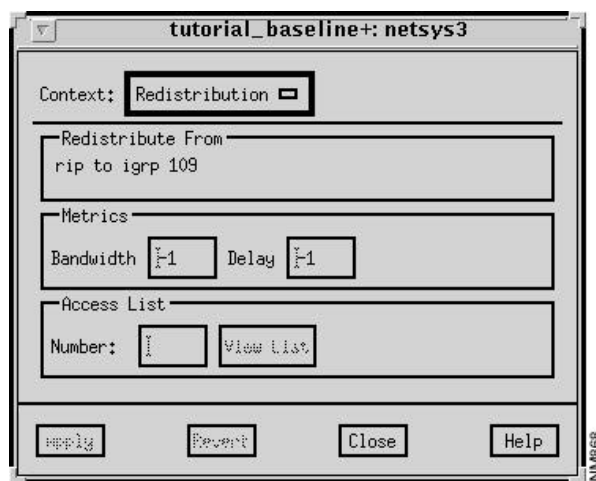 tutorial_baseline+: netsys3
Context: Redistribution
Redistribute From
rip to igrp 109
Metrics
Bandwidth -1 Delay -1
Access List
Number: View List
Apply Revert Close Help
NM868